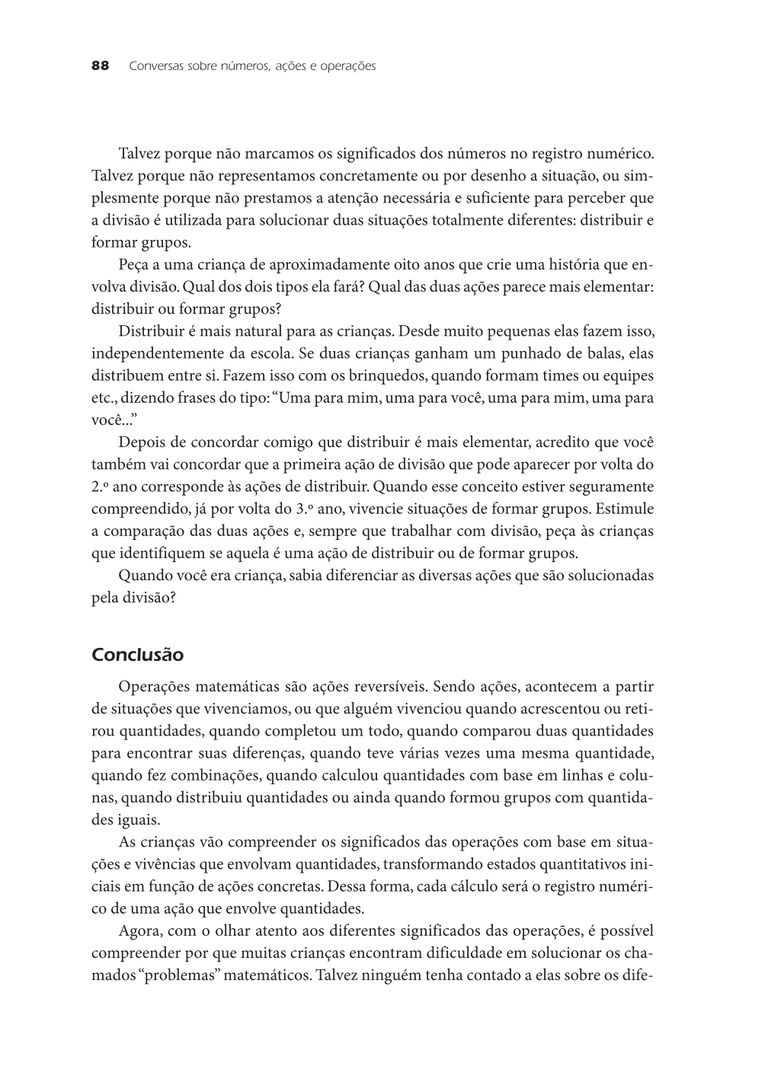 88 Conversas sobre números, ações e operações
Talvez porque não marcamos os significados dos números no registro numérico.
Talvez porque não representamos concretamente ou por desenho a situação, ou sim-
plesmente porque não prestamos a atenção necessária e suficiente para perceber que
a divisão é utilizada para solucionar duas situações totalmente diferentes: distribuir e
formar grupos.
Peça a uma criança de aproximadamente oito anos que crie uma história que en-
volva divisão. Qual dos dois tipos ela fará? Qual das duas ações parece mais elementar:
distribuir ou formar grupos?
Distribuir é mais natural para as crianças. Desde muito pequenas elas fazem isso,
independentemente da escola. Se duas crianças ganham um punhado de balas, elas
distribuem entre si. Fazem isso com os brinquedos, quando formam times ou equipes
etc., dizendo frases do tipo: “Uma para mim, uma para você, uma para mim, uma para
você...”
Depois de concordar comigo que distribuir é mais elementar, acredito que você
também vai concordar que a primeira ação de divisão que pode aparecer por volta do
2.º ano corresponde às ações de distribuir. Quando esse conceito estiver seguramente
compreendido, já por volta do 3.º ano, vivencie situações de formar grupos. Estimule
a comparação das duas ações e, sempre que trabalhar com divisão, peça às crianças
que identifiquem se aquela é uma ação de distribuir ou de formar grupos.
Quando você era criança, sabia diferenciar as diversas ações que são solucionadas
pela divisão?
Conclusão
Operações matemáticas são ações reversíveis. Sendo ações, acontecem a partir
de situações que vivenciamos, ou que alguém vivenciou quando acrescentou ou reti-
rou quantidades, quando completou um todo, quando comparou duas quantidades
para encontrar suas diferenças, quando teve várias vezes uma mesma quantidade,
quando fez combinações, quando calculou quantidades com base em linhas e colu-
nas, quando distribuiu quantidades ou ainda quando formou grupos com quantida-
des iguais.
As crianças vão compreender os significados das operações com base em situa-
ções e vivências que envolvam quantidades, transformando estados quantitativos ini-
ciais em função de ações concretas. Dessa forma, cada cálculo será o registro numéri-
co de uma ação que envolve quantidades.
Agora, com o olhar atento aos diferentes significados das operações, é possível
compreender por que muitas crianças encontram dificuldade em solucionar os cha-
mados “problemas” matemáticos. Talvez ninguém tenha contado a elas sobre os dife-